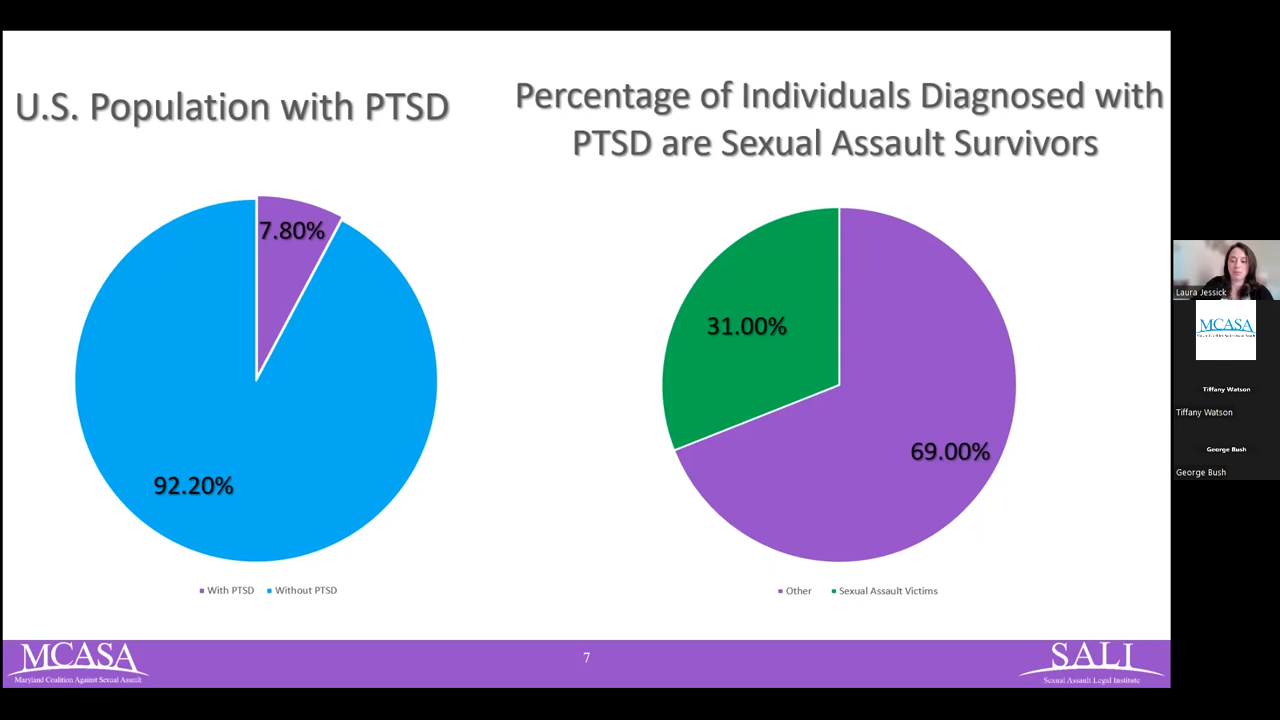 U.S. Population with PTSD
Percentage of Individuals Diagnosed with
PTSD are Sexual Assault Survivors
7.80%
92.20%
31.00%
69.00%
With PTSD Without PTSD
Other Sexual Assault Victims
MCASA
Maryland Coalition Against Sexual Assault
7
SALI
Sexual Assault Legal Institute
Laura Jessick
MCASA
Tiffany Watson
Tiffany Watson
George Bush
George Bush